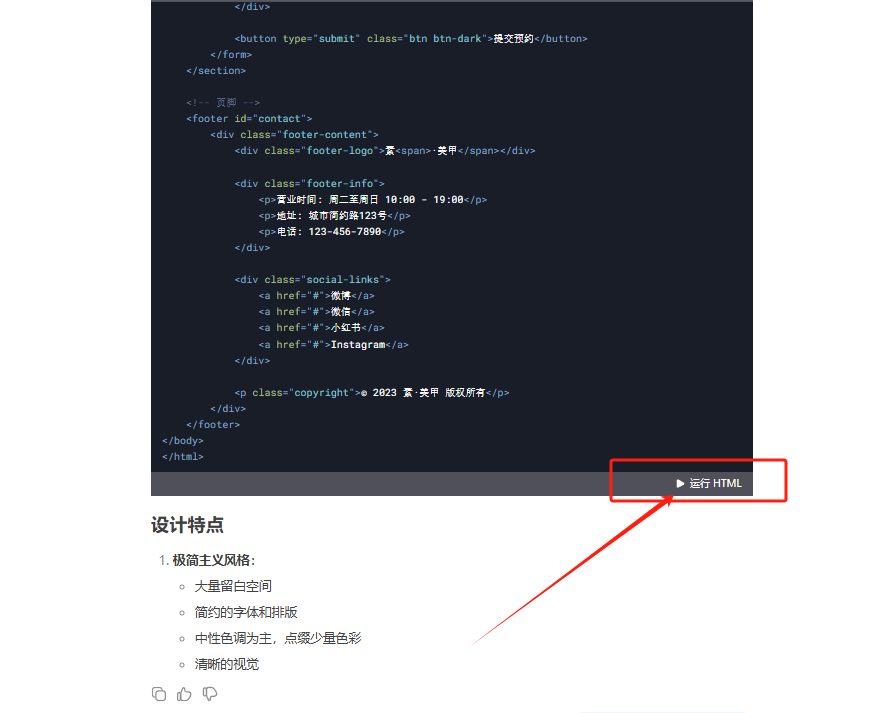 </div>
<button type="submit" class="btn btn-dark">提交预约</button>
</form>
</section>
<!-- 页脚 -->
<footer id="contact">
<div class="footer-content">
<div class="footer-logo">素<span>·美甲</span></div>
<div class="footer-info">
<p>营业时间: 周二至周日 10:00 - 19:00</p>
<p>地址: 城市简约路123号</p>
<p>电话: 123-456-7890</p>
</div>
<div class="social-links">
<a href="#">微博</a>
<a href="#">微信</a>
<a href="#">小红书</a>
<a href="#">Instagram</a>
</div>
<p class="copyright">© 2023 素·美甲 版权所有</p>
</div>
</footer>
</body>
</html>
▶ 运行 HTML
设计特点
1. 极简主义风格：
◦ 大量留白空间
◦ 简约的字体和排版
◦ 中性色调为主，点缀少量色彩
◦ 清晰的视觉